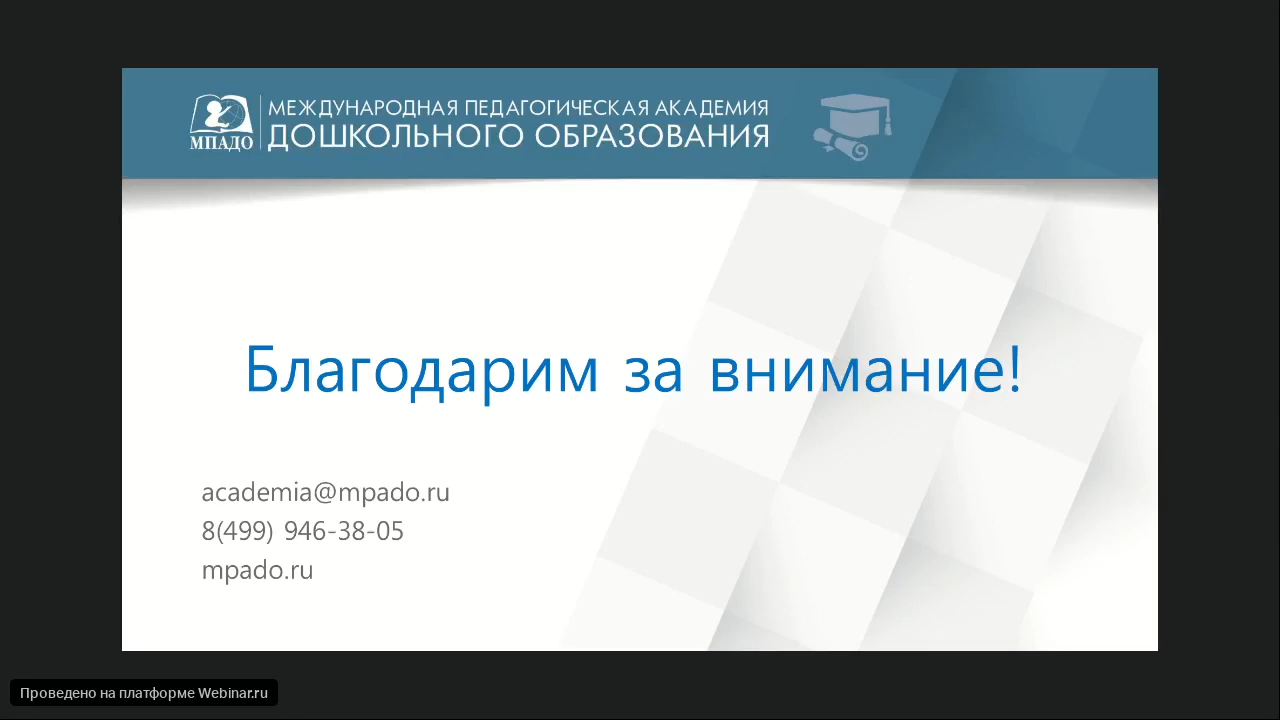 МПАДО
МЕЖДУНАРОДНАЯ ПЕДАГОГИЧЕСКАЯ АКАДЕМИЯ
ДОШКОЛЬНОГО ОБРАЗОВАНИЯ
Благодарим за внимание!
academia@mpado.ru
8(499) 946-38-05
mpado.ru
Проведено на платформе Webinar.ru